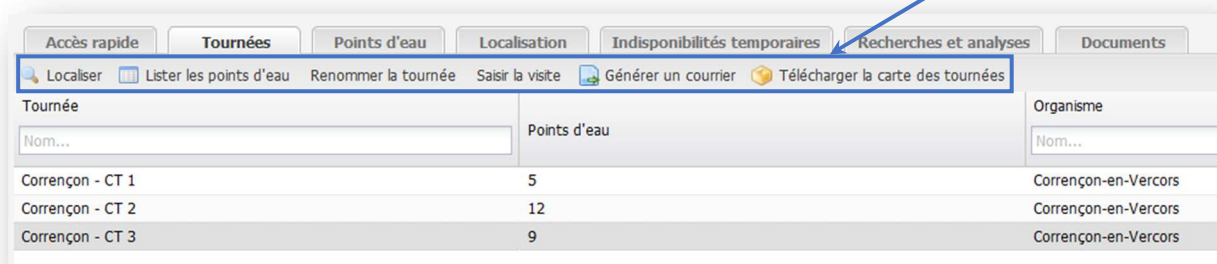 Accès rapide Tournées Points d'eau Localisation Indisponibilités temporaires Recherches et analyses Documents
Localiser Lister les points d'eau Renommer la tournée Saisir la visite Générer un courrier Télécharger la carte des tournées
Tournée Points d'eau Organisme
Nom... Nom...
Corrençon - CT 1 5 Corrençon-en-Vercors
Corrençon - CT 2 12 Corrençon-en-Vercors
Corrençon - CT 3 9 Corrençon-en-Vercors